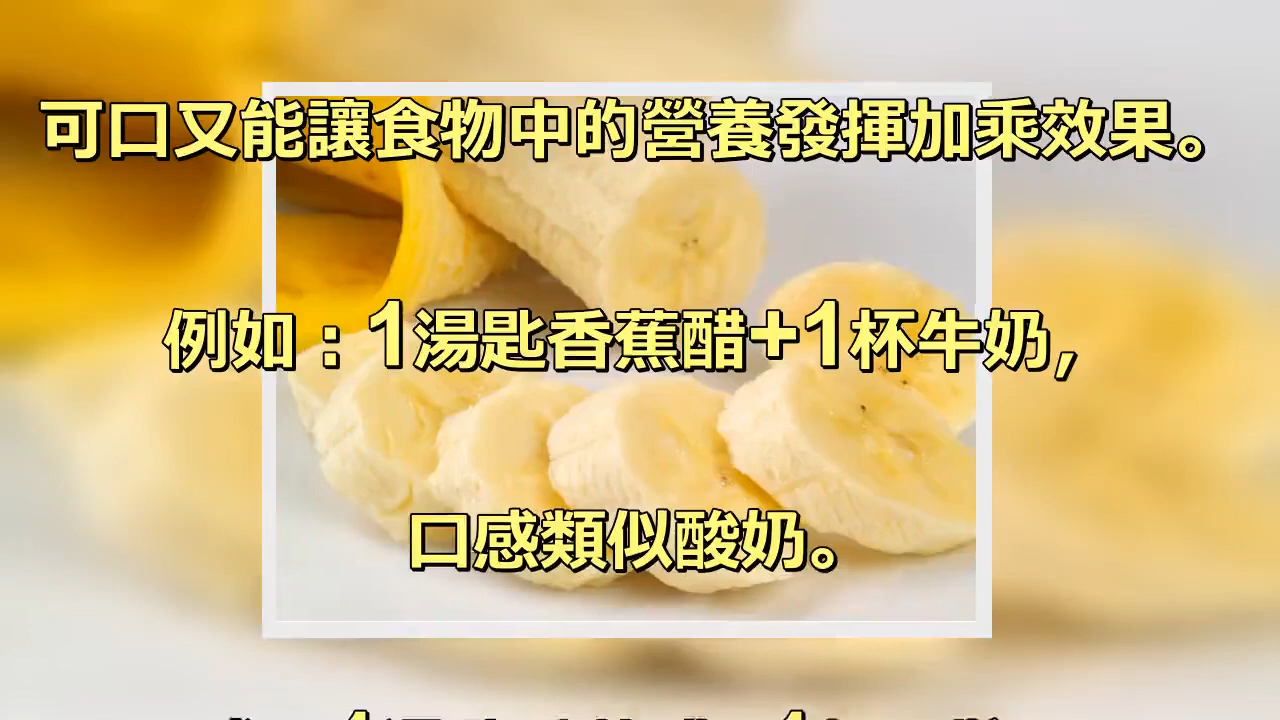 可口又能讓食物中的營養發揮加乘效果。
例如：1湯匙香蕉醋+1杯牛奶，
口感類似酸奶。